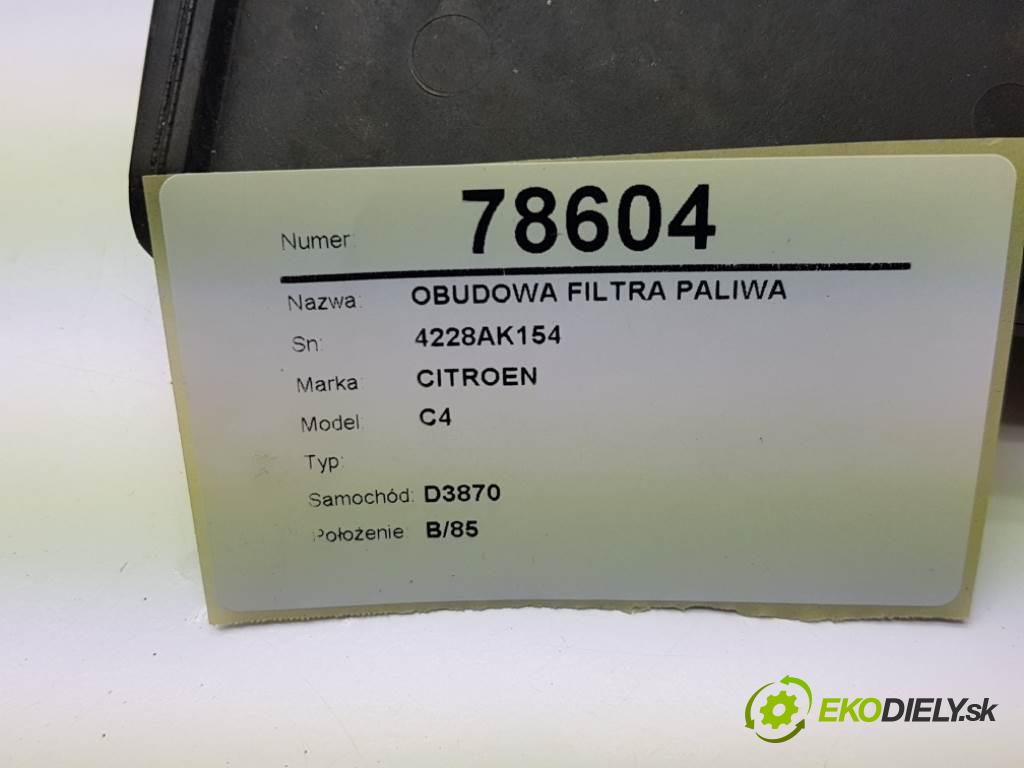 Numer: 78604
Nazwa: OBUDOWA FILTRA PALIWA
Sn: 4228AK154
Marka CITROEN
Model: C4
Typ:
Samochód: D3870
Położenie B/85
EKODIELY.sk